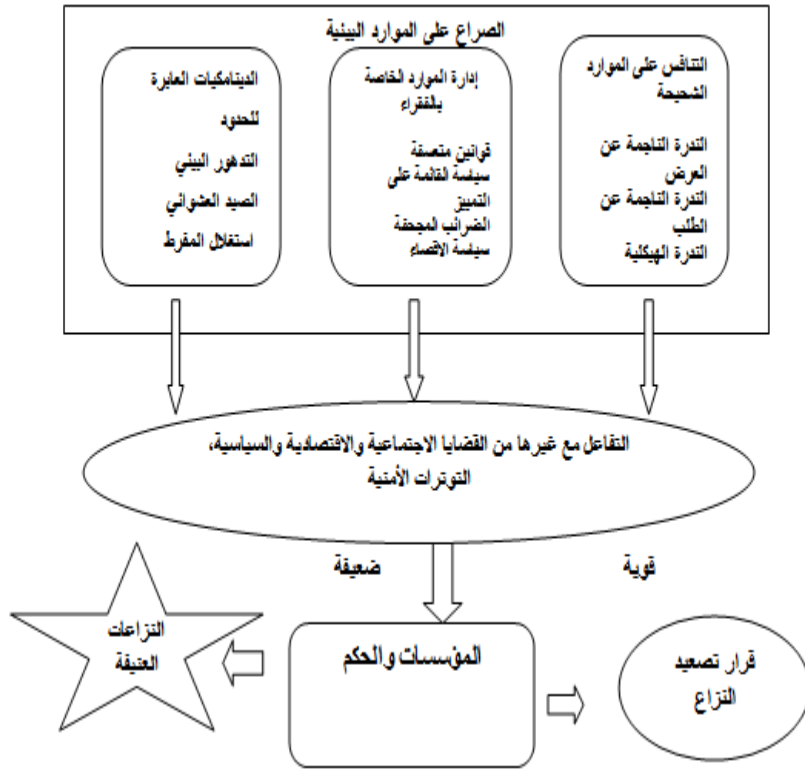 الصراع على الموارد البيئية
التنافس على الموارد
الشحيحة
الندرة الناجمة عن
العرض
الندرة الناجمة عن
الطلب
الندرة الهيكلية
إدارة الموارد الخاصة
بالفقراء
قوانين متعسفة
سياسة القائمة على
التمييز
الضرائب المجحفة
سياسة الاقصاء
الديناميكيات العابرة
للحدود
التدهور البيئي
الصيد العشوائي
استغلال المفرط
التفاعل مع غيرها من القضايا الاجتماعية والاقتصادية والسياسية،
التوترات الأمنية
قوية
ضعيفة
قرار تصعيد
النزاع
المؤسسات والحكم
النزاعات
العنيفة